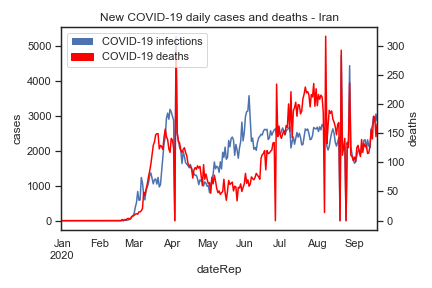 New COVID-19 daily cases and deaths - Iran
COVID-19 infections
COVID-19 deaths
5000
4000
3000
2000
1000
0
cases
300
250
200
150
100
50
0
deaths
Jan Feb Mar Apr May Jun Jul Aug Sep
2020
dateRep